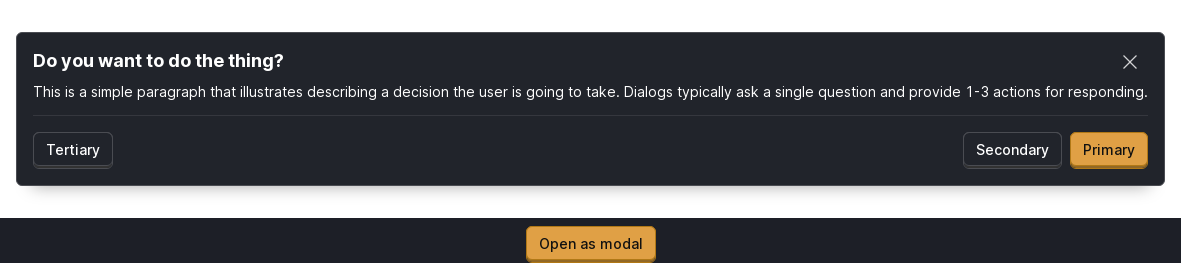 Do you want to do the thing?
This is a simple paragraph that illustrates describing a decision the user is going to take. Dialogs typically ask a single question and provide 1-3 actions for responding.
Tertiary Secondary Primary
Open as modal